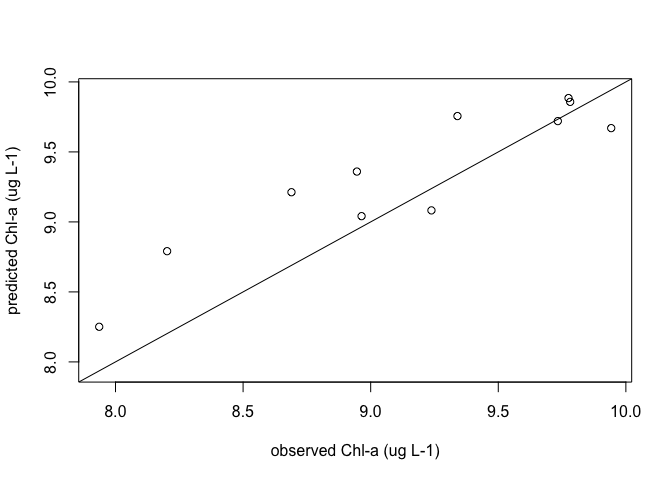 10.0
9.5
9.0
8.5
8.0
predicted Chl-a (ug L-1)
8.0 8.5 9.0 9.5 10.0
observed Chl-a (ug L-1)